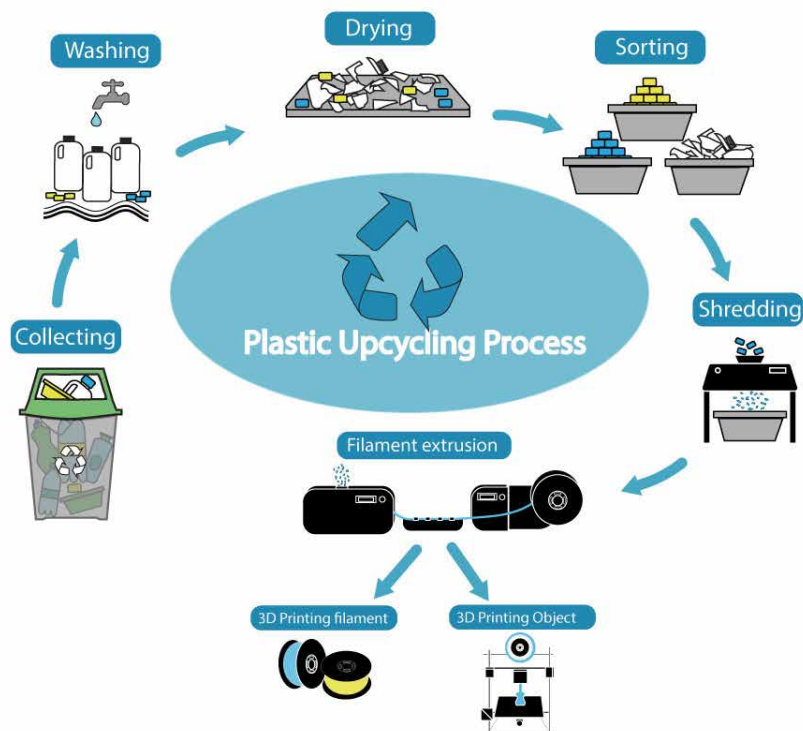 Plastic Upcycling Process
Collecting
Washing
Drying
Sorting
Shredding
Filament extrusion
3D Printing filament
3D Printing Object